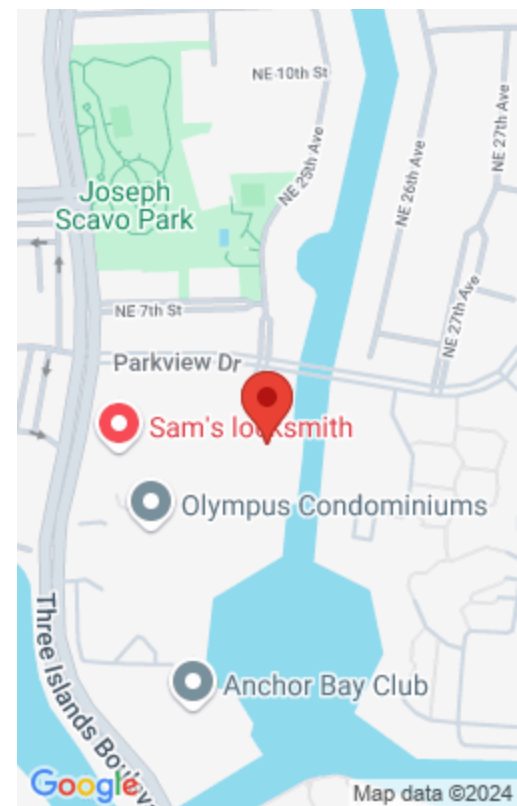 NE 10th St
NE 25th Ave
NE 26th Ave
NE 27th Ave
Joseph
Scavo Park
NE 7th St
NE 27th Ave
Parkview Dr
Sam's locksmith
Olympus Condominiums
Three Islands Boulev
Anchor Bay Club
Google
Map data ©2024